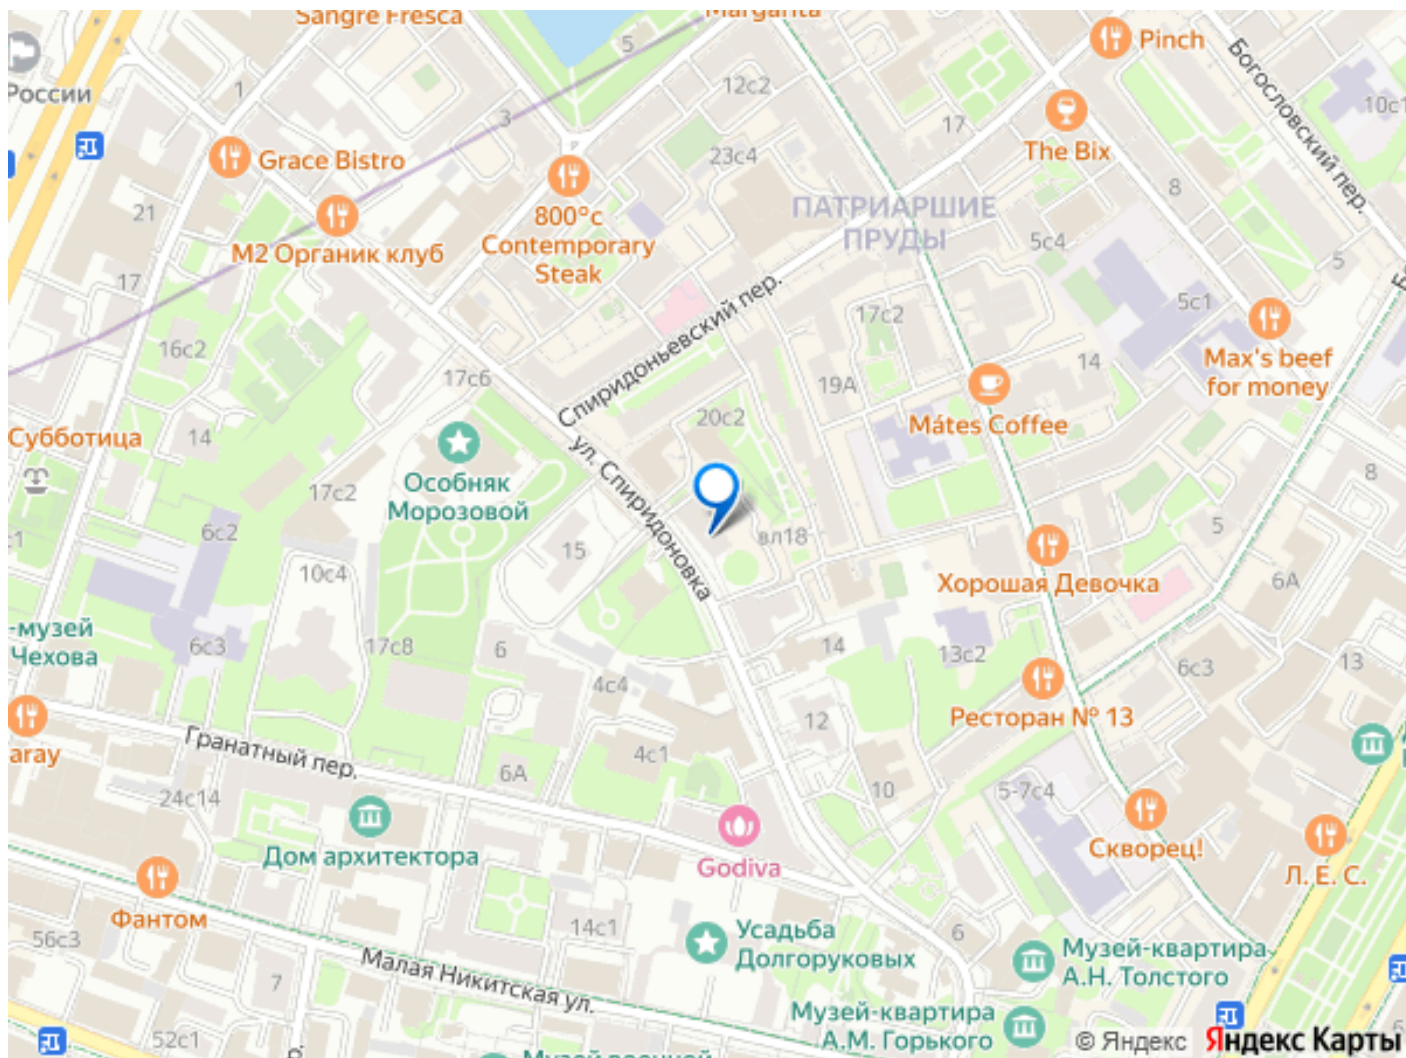 Sangre Fresca
Margarita
Pinch
5
России
1
12с2
Богословский пер.
10с1
3
17
The Bix
Grace Bistro
23с4
8
21
800°с
Contemporary
Steak
ПАТРИАРШИЕ
ПРУДЫ
М2 Органик клуб
5с4
5
17
Спиридоньевский пер.
17с2
5с1
16с2
17с6
19А
14
Max's beef
for money
20с2
Mátes Coffee
Субботица
14
ул. Спиридоновка
8
Особняк
Морозовой
17с2
6с2
15
вл18
5
10с4
Хорошая Девочка
6А
-музей
Чехова
6с3
17с8
6
14
13с2
6с3
13
4с4
12
Ресторан № 13
aray
Гранатный пер.
4с1
6А
10
5-7с4
24с14
Дом архитектора
Godiva
Скворец!
Л. Е. С.
Фантом
14с1
Усадьба
Долгоруковых
6
56с3
Музей-квартира
А.Н. Толстого
Малая Никитская ул.
7
Музей-квартира
А.М. Горького
52с1
© Яндекс
Яндекс Карты